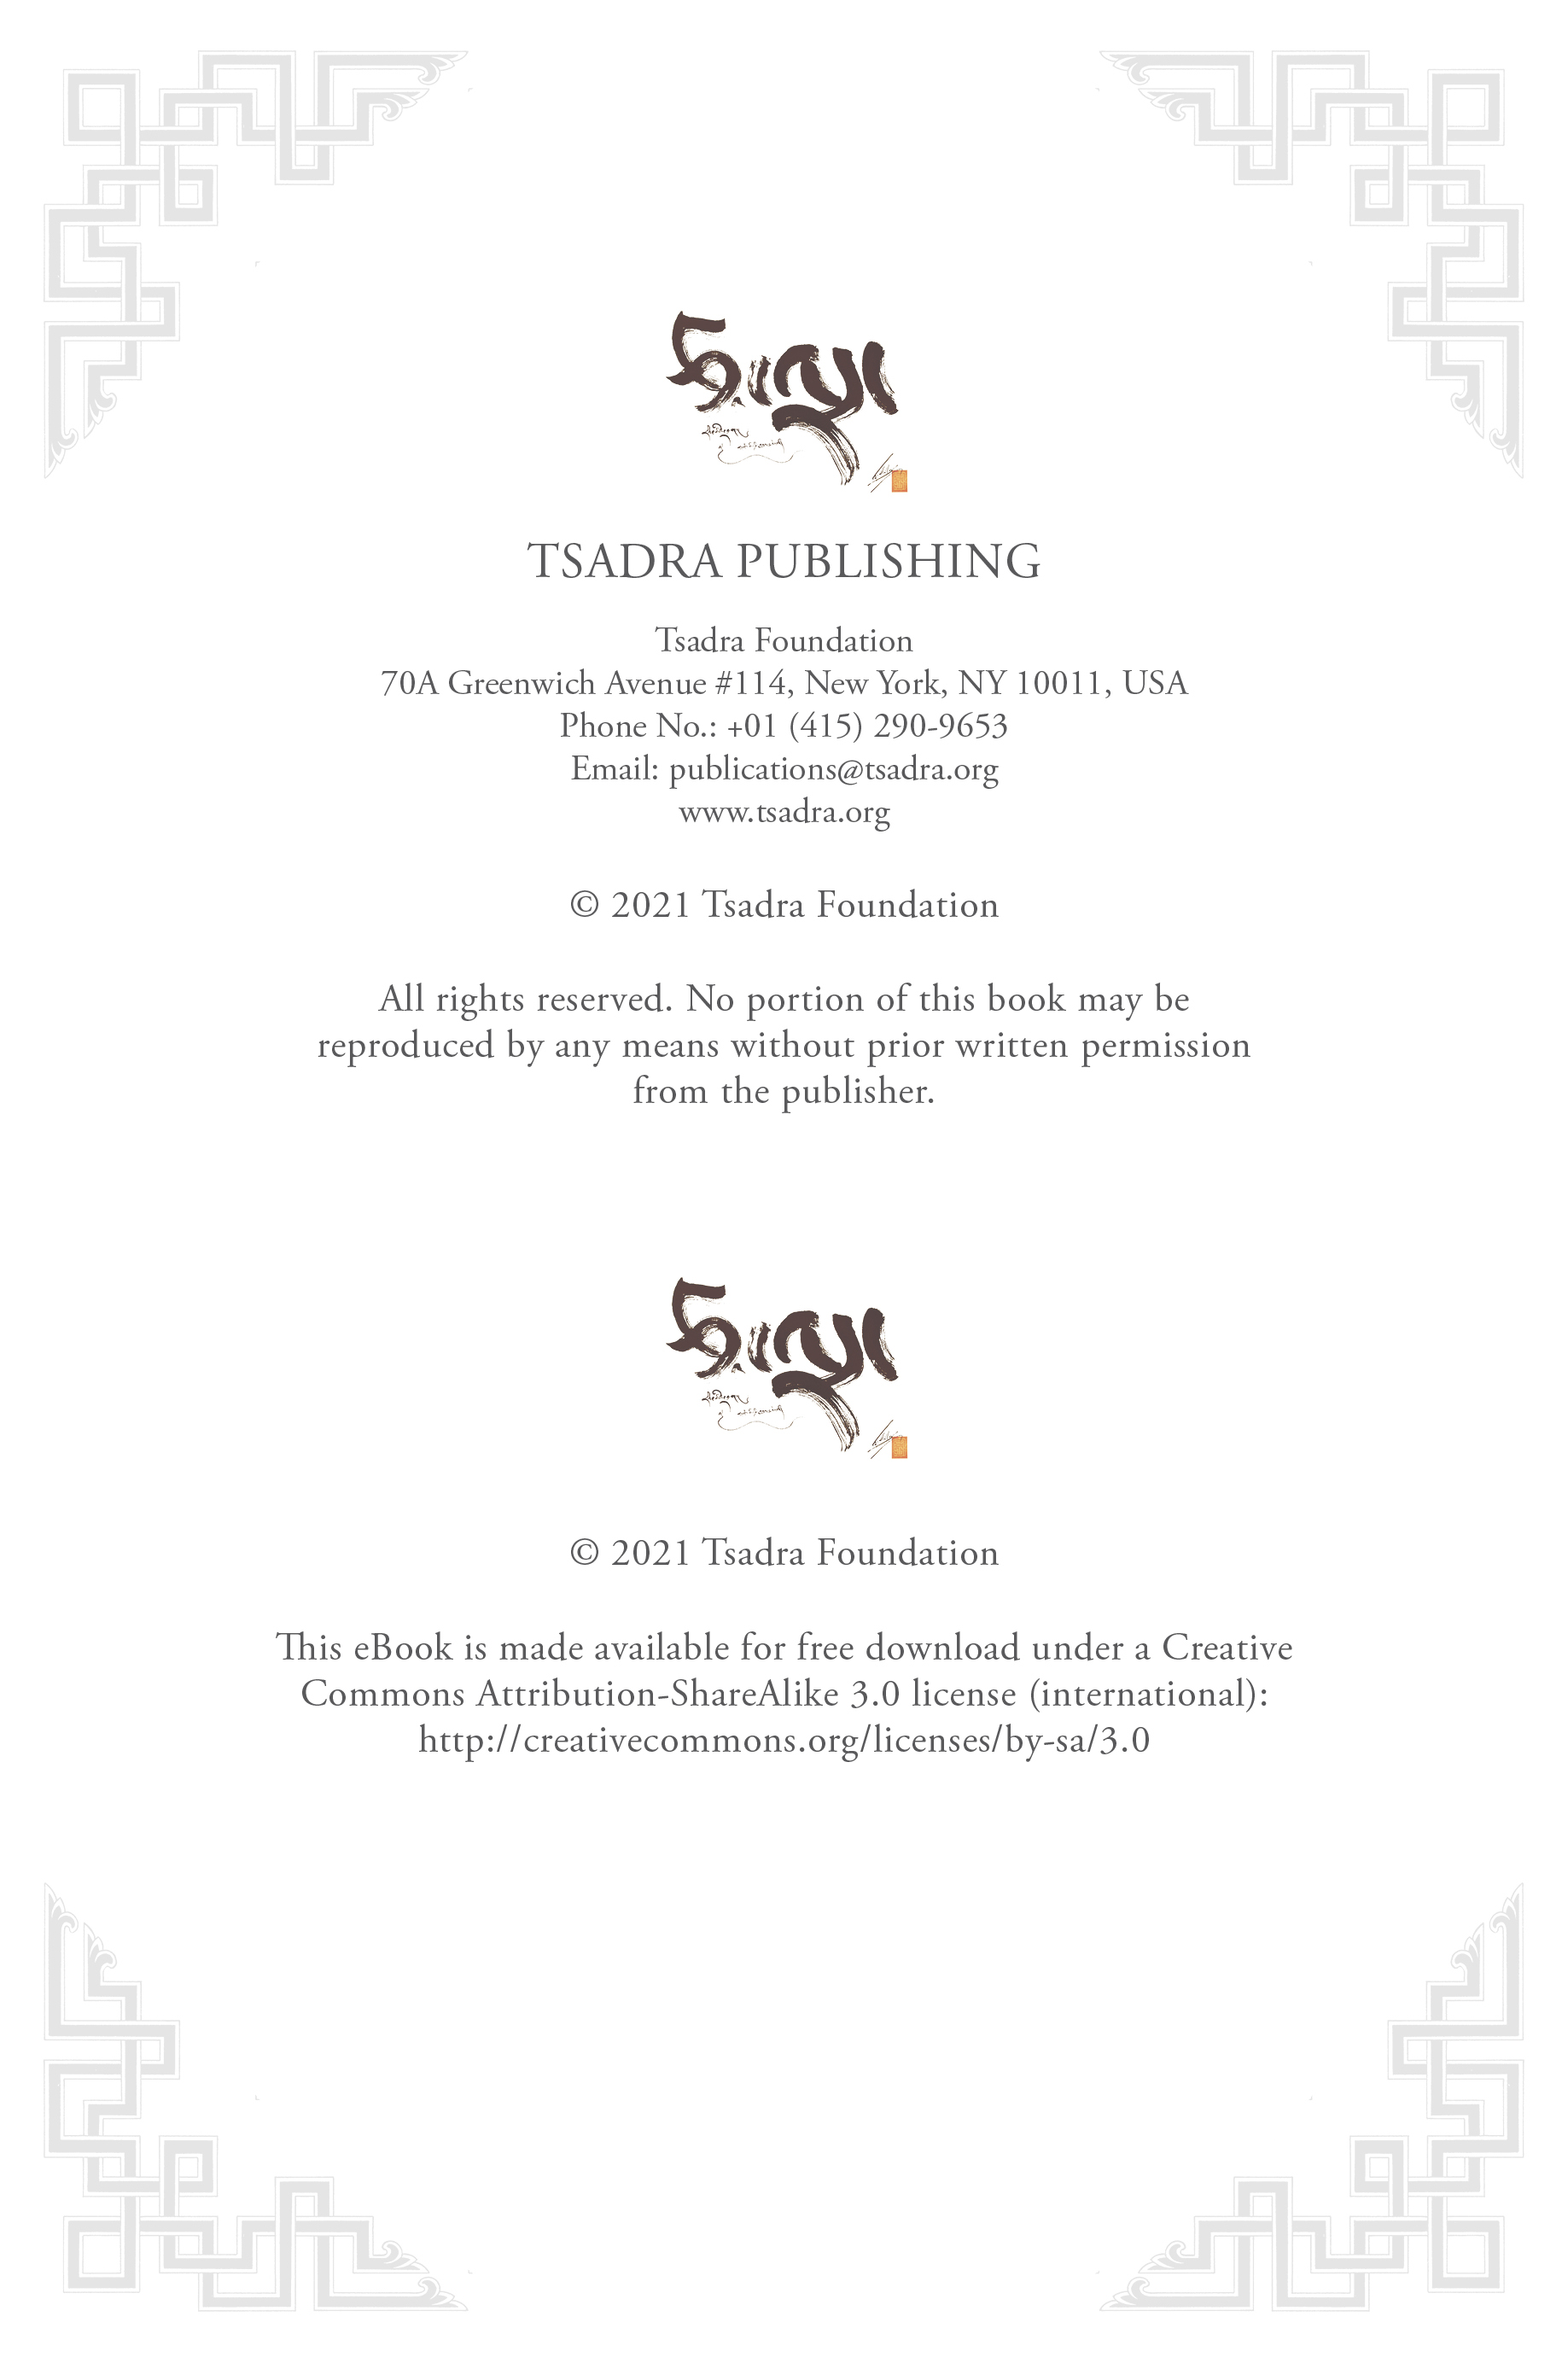 TSADRA PUBLISHING
Tsadra Foundation
70A Greenwich Avenue #114, New York, NY 10011, USA
Phone No.: +01 (415) 290-9653
Email: publications@tsadra.org
www.tsadra.org
© 2021 Tsadra Foundation
All rights reserved. No portion of this book may be
reproduced by any means without prior written permission
from the publisher.
© 2021 Tsadra Foundation
This eBook is made available for free download under a Creative
Commons Attribution-ShareAlike 3.0 license (international):
http://creativecommons.org/licenses/by-sa/3.0